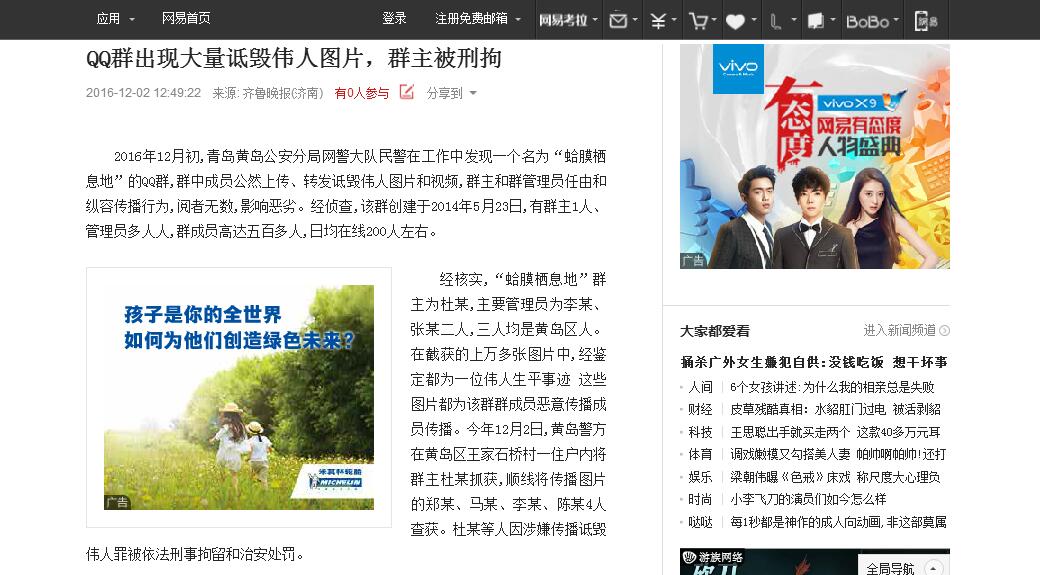 应用
网易首页
登录
注册免费邮箱
网易考拉
BoBo
QQ群出现大量诋毁伟人图片，群主被刑拘
2016-12-02 12:49:22 来源: 齐鲁晚报(济南) 有0人参与 分享到
2016年12月初,青岛黄岛公安分局网警大队民警在工作中发现一个名为“蛤膜栖
息地”的QQ群,群中成员公然上传、转发诋毁伟人图片和视频,群主和群管理员任由和
纵容传播行为,阅者无数,影响恶劣。经侦查,该群创建于2014年5月23日,有群主1人、
管理员多人人,群成员高达五百多人,日均在线200人左右。
孩子是你的全世界
如何为他们创造绿色未来?
米其林轮胎
MICHELIN
广告
经核实,“蛤膜栖息地”群
主为杜某,主要管理员为李某、
张某二人,三人均是黄岛区人。
在截获的上万多张图片中,经鉴
定都为一位伟人生平事迹 这些
图片都为该群群成员恶意传播成
员传播。今年12月2日,黄岛警方
在黄岛区王家石桥村一住户内将
群主杜某抓获,顺线将传播图片
的郑某、马某、李某、陈某4人
查获。杜某等人因涉嫌传播诋毁
伟人罪被依法刑事拘留和治安处罚。
vivo
有态度
vivo X9
网易有态度
人物盛典
广告
大家都爱看
进入新闻频道
捅杀广外女生嫌犯自供:没钱吃饭 想干坏事
人间 6个女孩讲述:为什么我的相亲总是失败
财经 皮草残酷真相: 水貂肛门过电 被活剥貂
科技 王思聪出手就买走两个 这款40多万元耳
体育 调戏嫩模又勾搭美人妻 帕帅啊帕帅!还打
娱乐 梁朝伟曝《色戒》床戏 称尺度大心理负
时尚 小李飞刀的演员们如今怎么样
哒哒 每1秒都是神作的成人向动画,非这部莫属
游族网络
全局导航